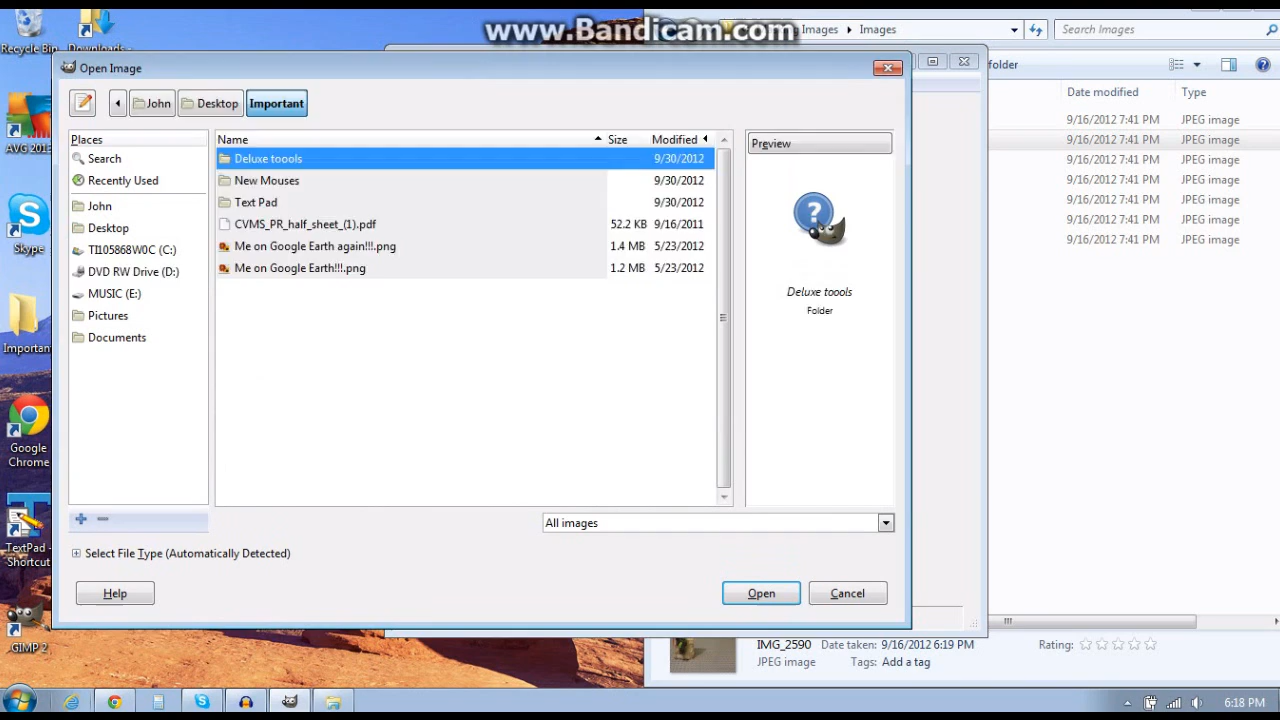 www.Bandicam.com
Recycle Bin
Downloads -
Images
Images
Search Images
Open Image
folder
John
Desktop
Important
Date modified
Type
Places
Name
Size
Modified
Preview
9/16/2012 7:41 PM
JPEG image
AVG 2013
Search
Deluxe toools
9/30/2012
9/16/2012 7:41 PM
JPEG image
Recently Used
New Mouses
9/30/2012
9/16/2012 7:41 PM
JPEG image
John
Text Pad
9/30/2012
9/16/2012 7:41 PM
JPEG image
Desktop
CVMS_PR_half_sheet_(1).pdf
52.2 KB
9/16/2011
9/16/2012 7:41 PM
JPEG image
Skype
TI105868W0C (C:)
Me on Google Earth again!!!.png
1.4 MB
5/23/2012
9/16/2012 7:41 PM
JPEG image
DVD RW Drive (D:)
Me on Google Earth!!!.png
1.2 MB
5/23/2012
9/16/2012 7:41 PM
JPEG image
MUSIC (E:)
Deluxe toools
Folder
Pictures
Documents
Important
Google
Chrome
All images
Select File Type (Automatically Detected)
TextPad -
Shortcut
Help
Open
Cancel
GIMP 2
IMG_2590
Date taken: 9/16/2012 6:19 PM
Rating:
JPEG image
Tags: Add a tag
6:18 PM